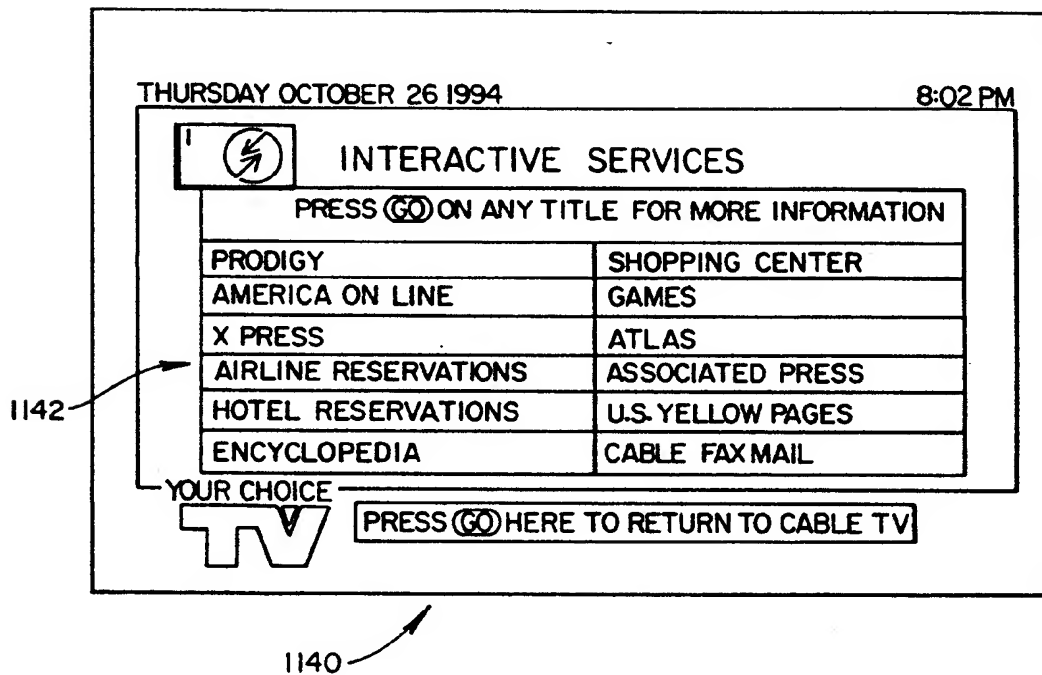 THURSDAY OCTOBER 26 1994 8:02 PM
1 INTERACTIVE SERVICES
PRESS GO ON ANY TITLE FOR MORE INFORMATION
PRODIGY SHOPPING CENTER
AMERICA ON LINE GAMES
X PRESS ATLAS
AIRLINE RESERVATIONS ASSOCIATED PRESS
1142
HOTEL RESERVATIONS U.S. YELLOW PAGES
ENCYCLOPEDIA CABLE FAX MAIL
YOUR CHOICE
TV
PRESS GO HERE TO RETURN TO CABLE TV
1140